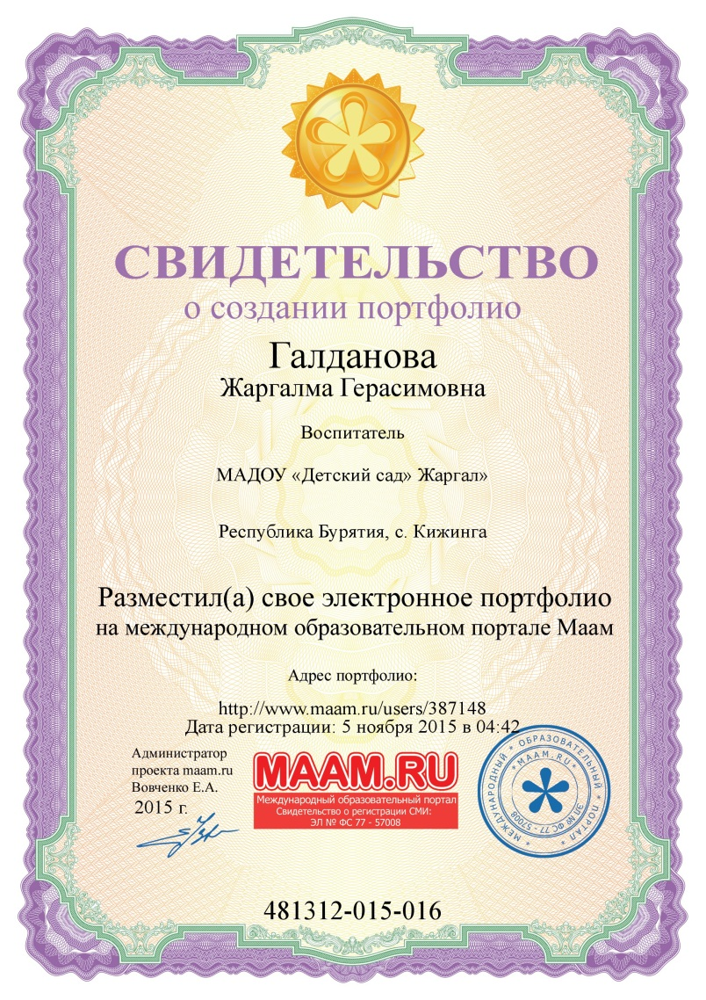 СВИДЕТЕЛЬСТВО
о создании портфолио
Галданова
Жаргалма Герасимовна
Воспитатель
МАДОУ «Детский сад» Жаргал»
Республика Бурятия, с. Кижинга
Разместил(а) свое электронное портфолио
на международном образовательном портале Маам
Адрес портфолио:
http://www.maam.ru/users/387148
Дата регистрации: 5 ноября 2015 в 04:42
Администратор
проекта maam.ru
Вовченко Е.А.
2015 г.
MAAM.RU
Международный образовательный портал
Свидетельство о регистрации СМИ:
ЭЛ № ФС 77 - 57008
* МЕЖДУНАРОДНЫЙ * ОБРАЗОВАТЕЛЬНЫЙ * ПОРТАЛ *
* MAAM.RU *
ЭЛ № ФС 77 - 57008
481312-015-016